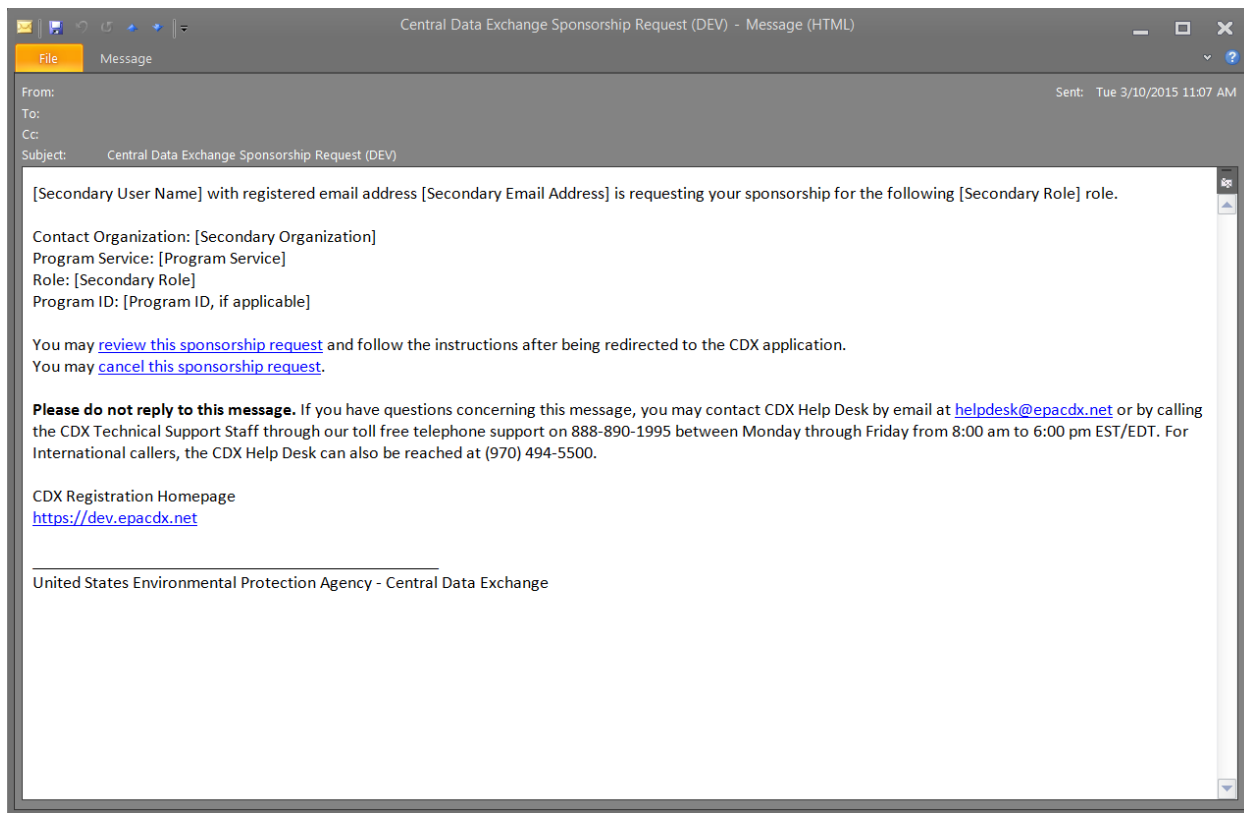 Central Data Exchange Sponsorship Request (DEV) - Message (HTML)
File Message
From: Sent: Tue 3/10/2015 11:07 AM
To:
Cc:
Subject: Central Data Exchange Sponsorship Request (DEV)
[Secondary User Name] with registered email address [Secondary Email Address] is requesting your sponsorship for the following [Secondary Role] role.
Contact Organization: [Secondary Organization]
Program Service: [Program Service]
Role: [Secondary Role]
Program ID: [Program ID, if applicable]
You may review this sponsorship request and follow the instructions after being redirected to the CDX application.
You may cancel this sponsorship request.
Please do not reply to this message. If you have questions concerning this message, you may contact CDX Help Desk by email at helpdesk@epacdx.net or by calling
the CDX Technical Support Staff through our toll free telephone support on 888-890-1995 between Monday through Friday from 8:00 am to 6:00 pm EST/EDT. For
International callers, the CDX Help Desk can also be reached at (970) 494-5500.
CDX Registration Homepage
https://dev.epacdx.net
United States Environmental Protection Agency - Central Data Exchange